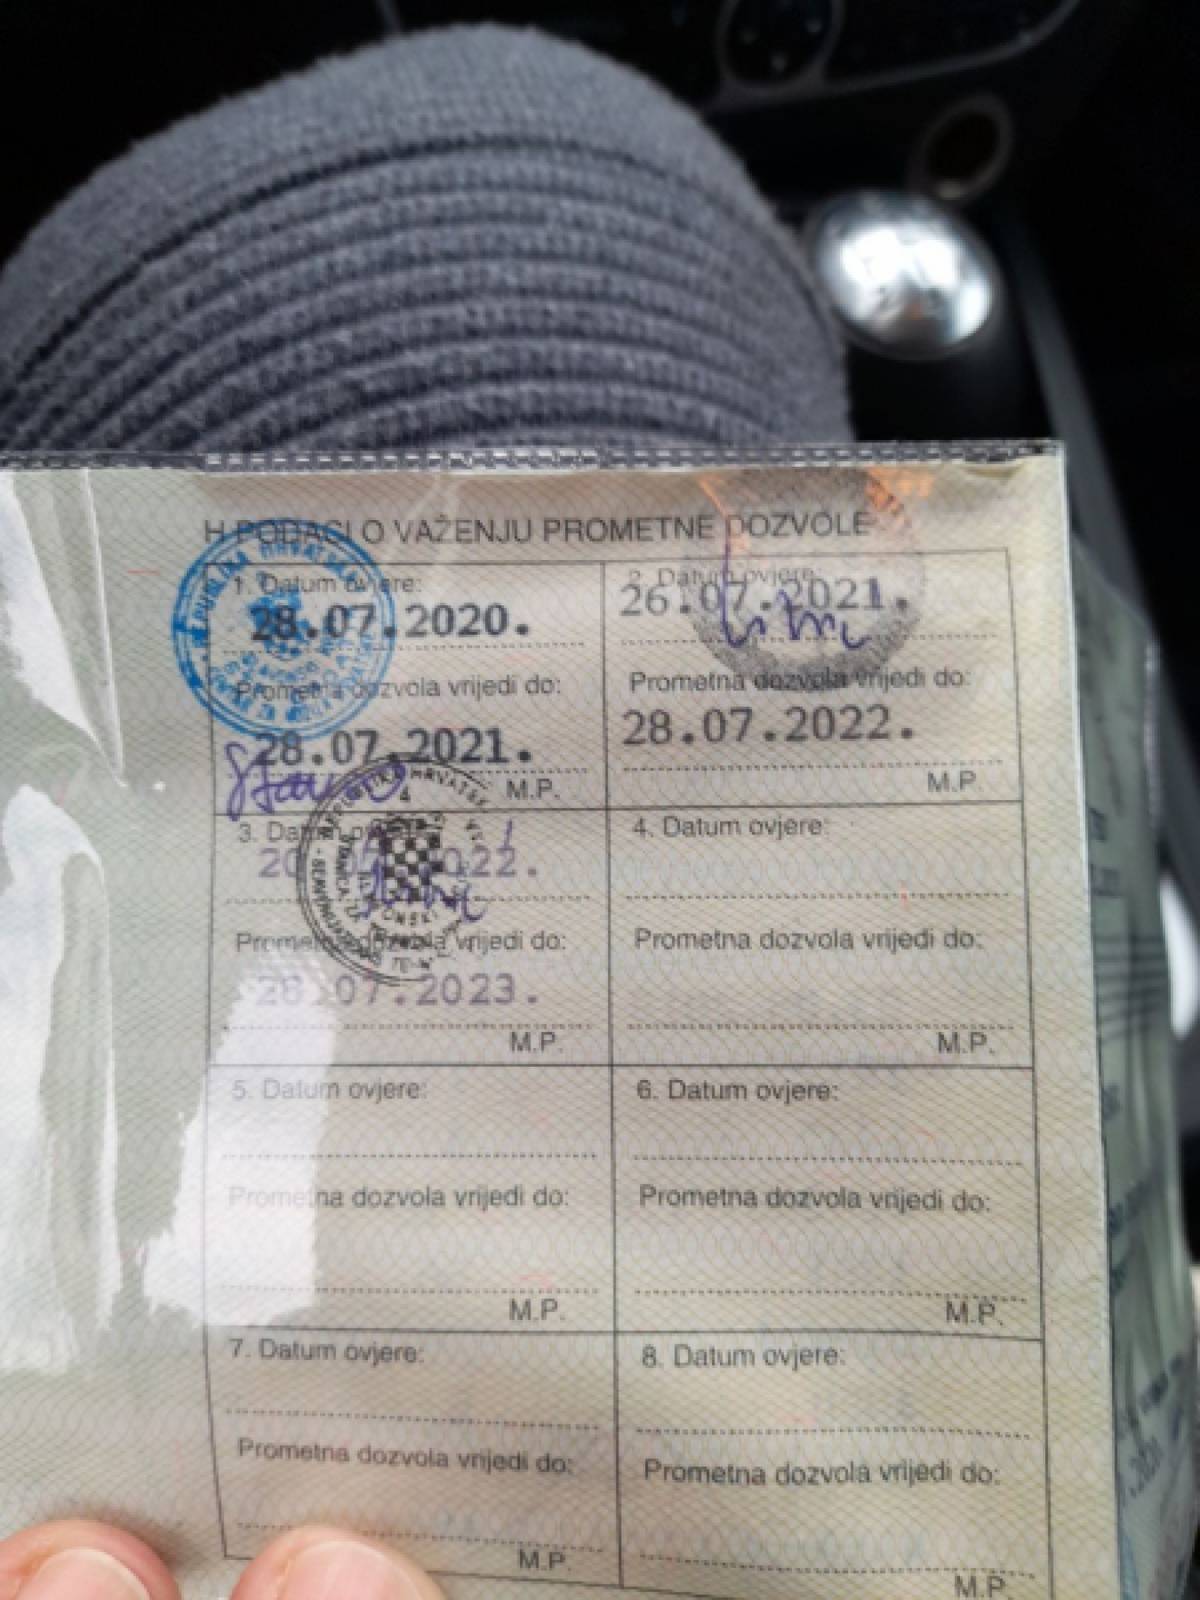 H PODACI O VAŽENJU PROMETNE DOZVOLE
1. Datum ovjere:
28.07.2020.
Prometna dozvola vrijedi do:
28.07.2021.
M.P.
2. Datum ovjere:
26.07.2021.
Prometna dozvola vrijedi do:
28.07.2022.
M.P.
REPUBLIKA HRVATSKA
3. Datum ovjere:
Prometna dozvola vrijedi do:
28.07.2023.
M.P.
4. Datum ovjere:
Prometna dozvola vrijedi do:
M.P.
5. Datum ovjere:
Prometna dozvola vrijedi do:
M.P.
6. Datum ovjere:
Prometna dozvola vrijedi do:
M.P.
7. Datum ovjere:
Prometna dozvola vrijedi do:
M.P.
8. Datum ovjere:
Prometna dozvola vrijedi do:
M.P.